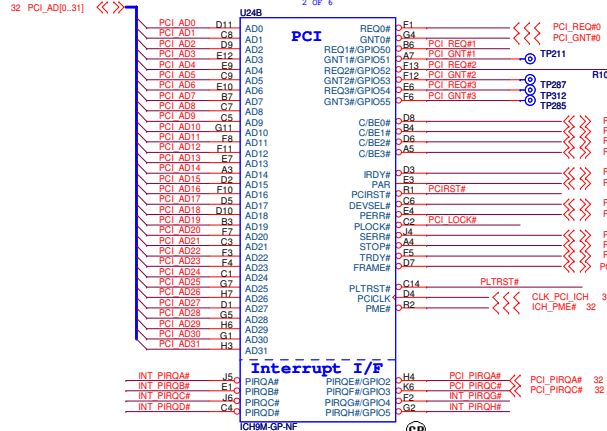 2 OF 6
32 PCI_AD[0..31]
U24B
PCI
PCI_AD0 D11 AD0
PCI_AD1 C8 AD1
PCI_AD2 D9 AD2
PCI_AD3 E12 AD3
PCI_AD4 E9 AD4
PCI_AD5 C9 AD5
PCI_AD6 E10 AD6
PCI_AD7 B7 AD7
PCI_AD8 C7 AD8
PCI_AD9 C5 AD9
PCI_AD10 G11 AD10
PCI_AD11 F8 AD11
PCI_AD12 F11 AD12
PCI_AD13 E7 AD13
PCI_AD14 A3 AD14
PCI_AD15 D2 AD15
PCI_AD16 F10 AD16
PCI_AD17 D5 AD17
PCI_AD18 D10 AD18
PCI_AD19 B3 AD19
PCI_AD20 F7 AD20
PCI_AD21 C3 AD21
PCI_AD22 F3 AD22
PCI_AD23 F4 AD23
PCI_AD24 C1 AD24
PCI_AD25 G7 AD25
PCI_AD26 H7 AD26
PCI_AD27 D1 AD27
PCI_AD28 G5 AD28
PCI_AD29 H6 AD29
PCI_AD30 G1 AD30
PCI_AD31 H3 AD31
REQ0# F1 PCI_REQ#0
GNT0# G4 PCI_GNT#0
REQ1#/GPIO50 B6 PCI_REQ#1
GNT1#/GPIO51 A7 PCI_GNT#1 TP211
REQ2#/GPIO52 F13 PCI_REQ#2
GNT2#/GPIO53 F12 PCI_GNT#2 TP287
REQ3#/GPIO54 E6 PCI_REQ#3 TP312
GNT3#/GPIO55 F6 PCI_GNT#3 TP285
R10
C/BE0# D8
C/BE1# B4
C/BE2# D6
C/BE3# A5
IRDY# D3
PAR E3
PCIRST# R1 PCIRST#
DEVSEL# C6
PERR# E4
PLOCK# C2 PCI_LOCK#
SERR# J4
STOP# A4
TRDY# F5
FRAME# D7
PLTRST# C14 PLTRST#
PCICLK D4 CLK_PCI_ICH 3
PME# R2 ICH_PME# 32
Interrupt I/F
INT_PIRQA# J5 PIRQA# PIRQE#/GPIO2 H4 PCI_PIRQA# PCI_PIRQA# 32
INT_PIRQB# E1 PIRQB# PIRQF#/GPIO3 K6 PCI_PIRQC# PCI_PIRQC# 32
INT_PIRQC# J6 PIRQC# PIRQG#/GPIO4 F2 INT_PIRQG#
INT_PIRQD# C4 PIRQD# PIRQH#/GPIO5 G2 INT_PIRQH#
ICH9M-GP-NF